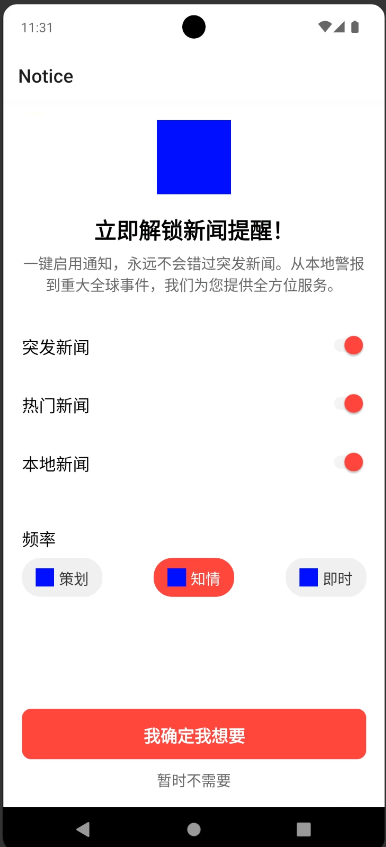 11:31
Notice
立即解锁新闻提醒!
一键启用通知，永远不会错过突发新闻。从本地警报
到重大全球事件，我们为您提供全方位服务。
突发新闻
热门新闻
本地新闻
频率
策划
知情
即时
我确定我想要
暂时不需要